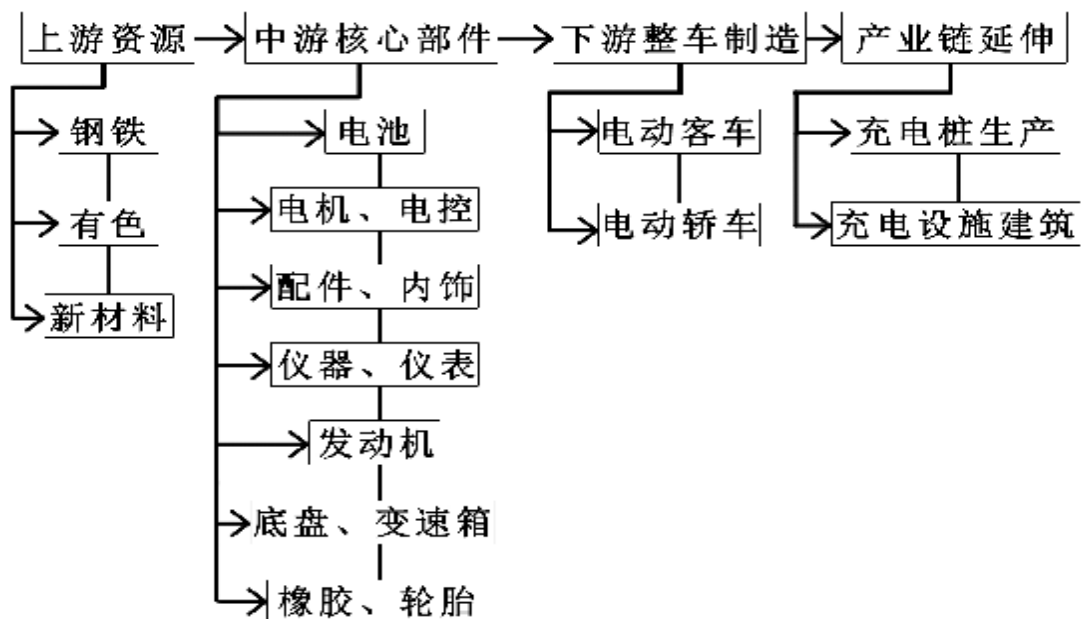 上游资源
中游核心部件
下游整车制造
产业链延伸
钢铁
有色
新材料
电池
电机、电控
配件、内饰
仪器、仪表
发动机
底盘、变速箱
橡胶、轮胎
电动客车
电动轿车
充电桩生产
充电设施建筑